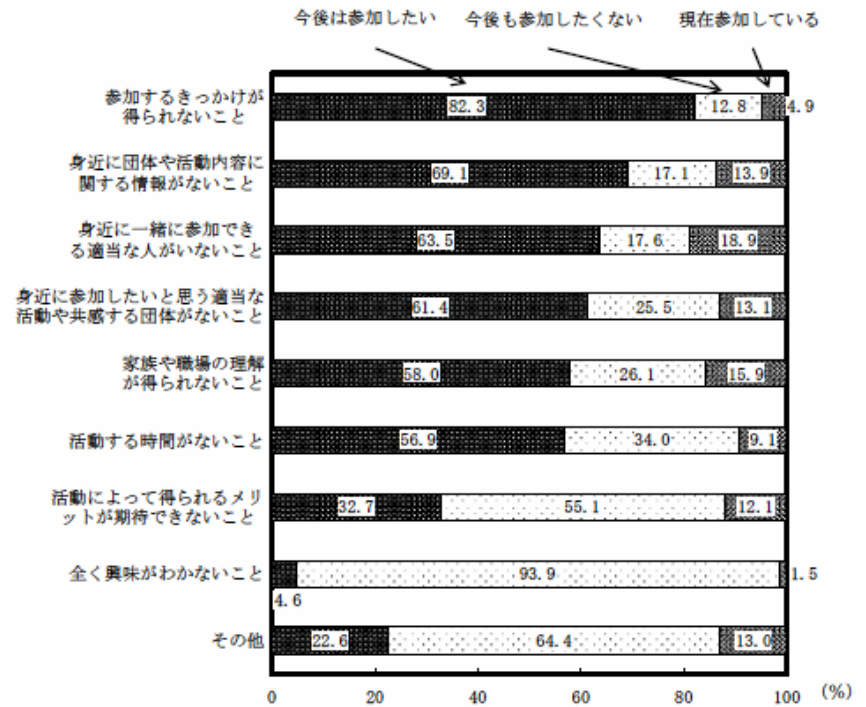 今後は参加したい 今後も参加したくない 現在参加している
参加するきっかけが
得られないこと
82.3 12.8 4.9
身近に団体や活動内容に
関する情報がないこと
69.1 17.1 13.9
身近に一緒に参加でき
る適当な人がいないこと
63.5 17.6 18.9
身近に参加したいと思う適当な
活動や共感する団体がないこと
61.4 25.5 13.1
家族や職場の理解
が得られないこと
58.0 26.1 15.9
活動する時間がないこと
56.9 34.0 9.1
活動によって得られるメリ
ットが期待できないこと
32.7 55.1 12.1
全く興味がわかないこと
93.9 1.5
4.6
その他
22.6 64.4 13.0
0 20 40 60 80 100 (%)